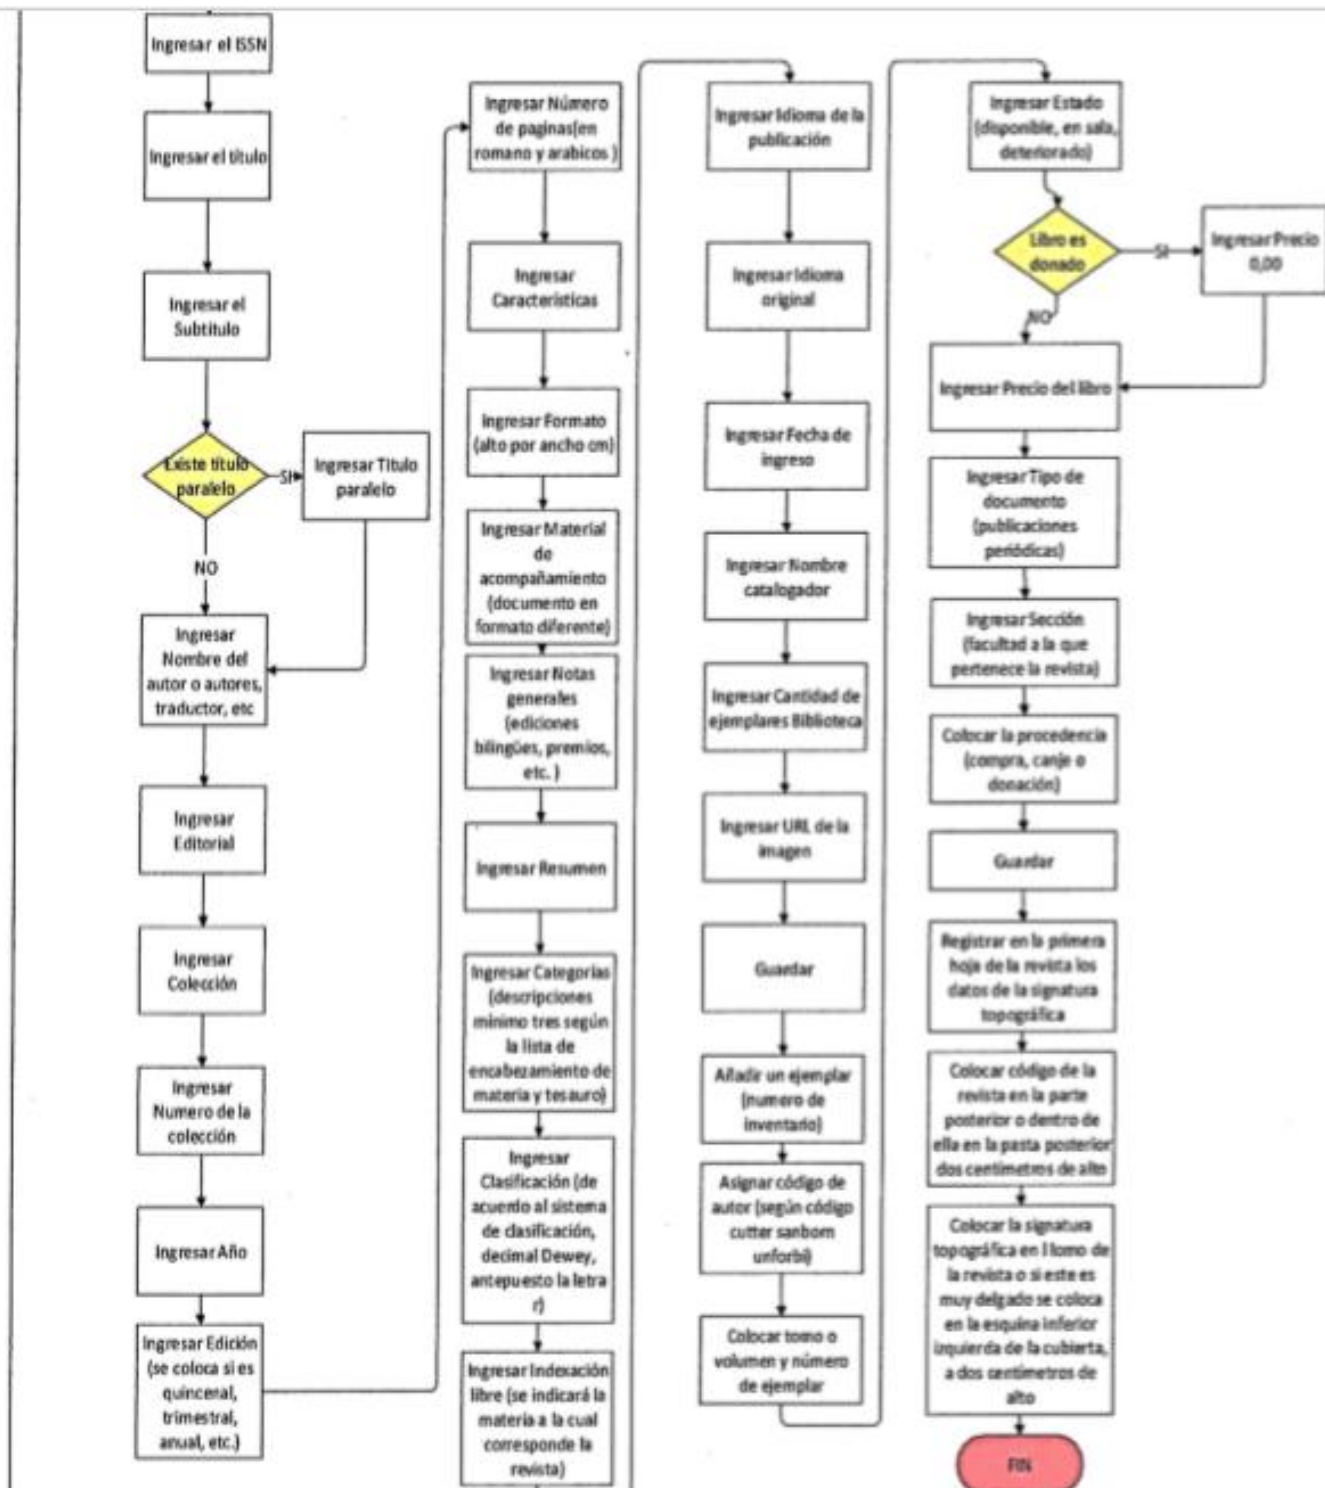 Ingresar el ISSN
Ingresar el título
Ingresar el
Subtítulo
Existe título
paralelo
SI
Ingresar Titulo
paralelo
NO
Ingresar
Nombre del
autor o autores,
traductor, etc
Ingresar
Editorial
Ingresar
Colección
Ingresar
Numero de la
colección
Ingresar Año
Ingresar Edición
(se coloca si es
quincenal,
trimestral,
anual, etc.)
Ingresar Número
de paginas(en
romano y arabicos )
Ingresar
Características
Ingresar Formato
(alto por ancho cm)
Ingresar Material
de
acompañamiento
(documento en
formato diferente)
Ingresar Notas
generales
(ediciones
bilingües, premios,
etc. )
Ingresar Resumen
Ingresar Categorías
(descripciones
mínimo tres según
la lista de
encabezamiento de
materia y tesauro)
Ingresar
Clasificación (de
acuerdo al sistema
de clasificación,
decimal Dewey,
antepuesto la letra
r)
Ingresar Indexación
libre (se indicará la
materia a la cual
corresponde la
revista)
Ingresar Idioma de la
publicación
Ingresar Idioma
original
Ingresar Fecha de
ingreso
Ingresar Nombre
catalogador
Ingresar Cantidad de
ejemplares Biblioteca
Ingresar URL de la
imagen
Guardar
Añadir un ejemplar
(numero de
inventario)
Asignar código de
autor (según código
cutter sanborn
unforbi)
Colocar tomo o
volumen y número
de ejemplar
Ingresar Estado
(disponible, en sala,
deteriorado)
Libro es
donado
SI
Ingresar Precio
0,00
NO
Ingresar Precio del libro
Ingresar Tipo de
documento
(publicaciones
periódicas)
Ingresar Sección
(facultad a la que
pertenece la revista)
Colocar la procedencia
(compra, canje o
donación)
Guardar
Registrar en la primera
hoja de la revista los
datos de la signatura
topográfica
Colocar código de la
revista en la parte
posterior o dentro de
ella en la pasta posterior
dos centímetros de alto
Colocar la signatura
topográfica en l lomo de
la revista o si este es
muy delgado se coloca
en la esquina inferior
izquierda de la cubierta,
a dos centímetros de
alto
FIN